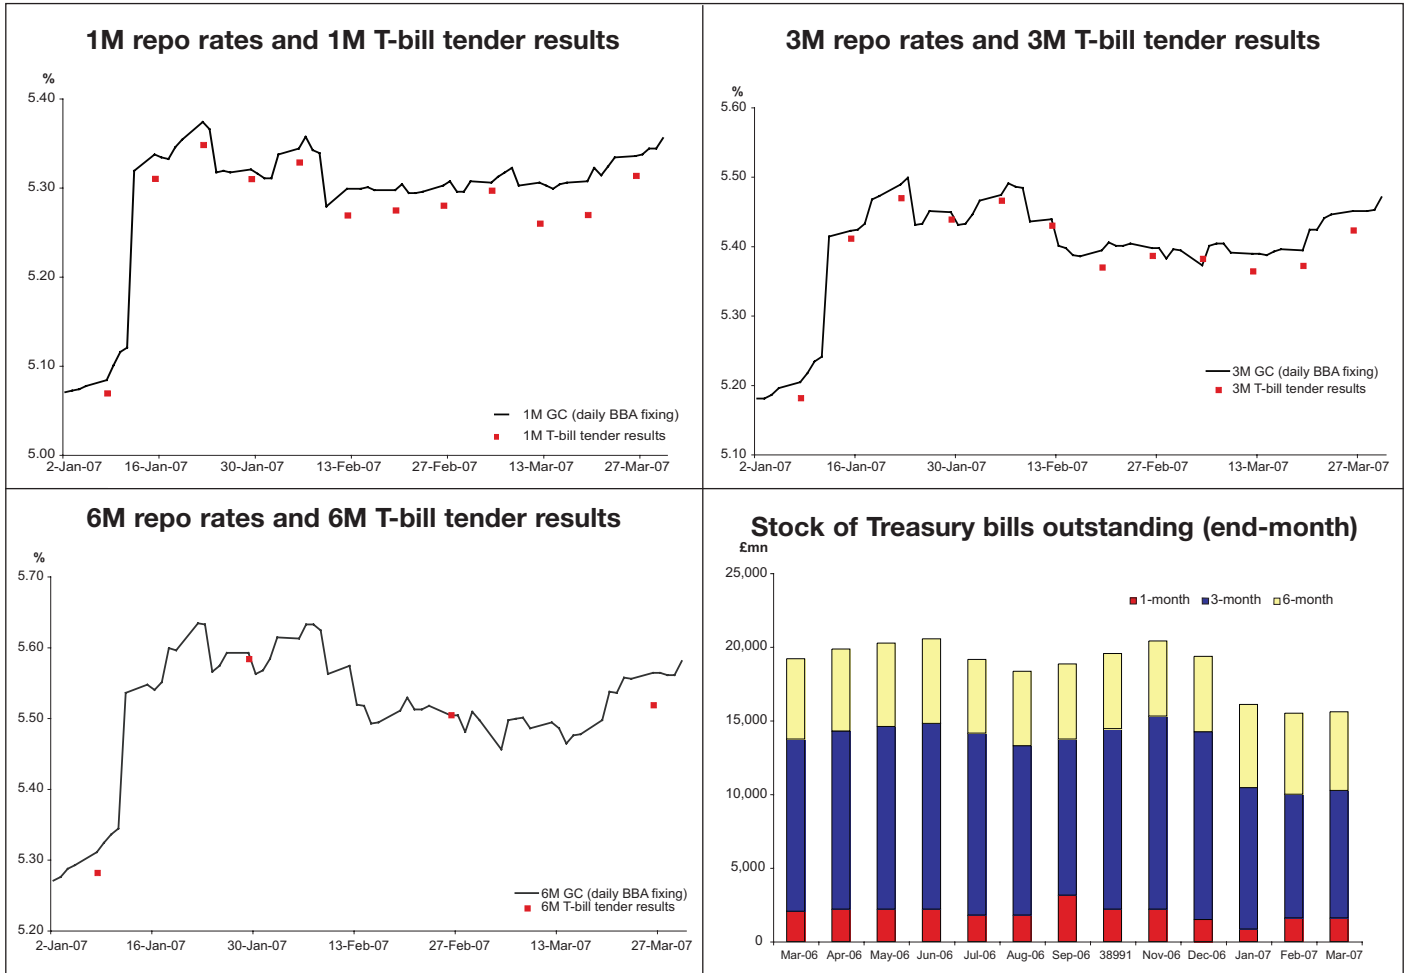 1M repo rates and 1M T-bill tender results
%
5.40
5.30
5.20
5.10
5.00
1M GC (daily BBA fixing)
1M T-bill tender results
2-Jan-07 16-Jan-07 30-Jan-07 13-Feb-07 27-Feb-07 13-Mar-07 27-Mar-07
3M repo rates and 3M T-bill tender results
%
5.60
5.50
5.40
5.30
5.20
5.10
3M GC (daily BBA fixing)
3M T-bill tender results
2-Jan-07 16-Jan-07 30-Jan-07 13-Feb-07 27-Feb-07 13-Mar-07 27-Mar-07
6M repo rates and 6M T-bill tender results
%
5.70
5.60
5.50
5.40
5.30
5.20
6M GC (daily BBA fixing)
6M T-bill tender results
2-Jan-07 16-Jan-07 30-Jan-07 13-Feb-07 27-Feb-07 13-Mar-07 27-Mar-07
Stock of Treasury bills outstanding (end-month)
£mn
25,000
20,000
15,000
10,000
5,000
0
1-month 3-month 6-month
Mar-06 Apr-06 May-06 Jun-06 Jul-06 Aug-06 Sep-06 38991 Nov-06 Dec-06 Jan-07 Feb-07 Mar-07